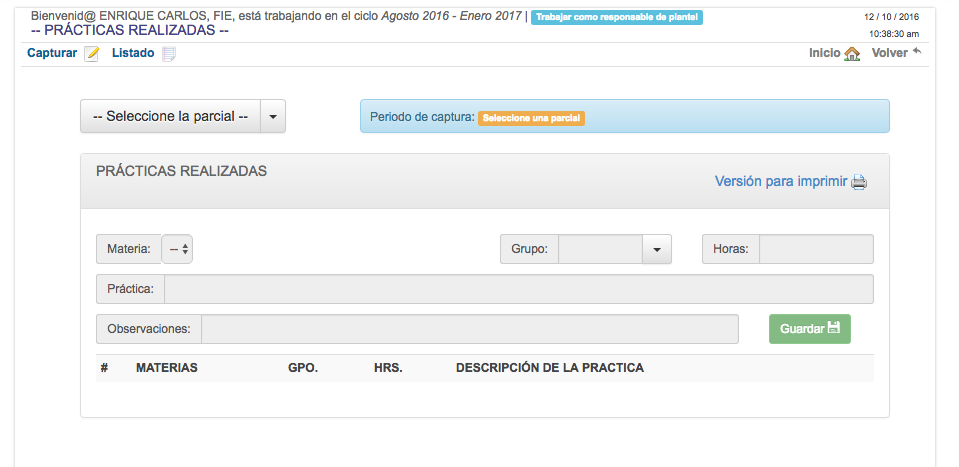 Bienvenid@ ENRIQUE CARLOS, FIE, está trabajando en el ciclo Agosto 2016 - Enero 2017 | Trabajar como responsable de plantel
12 / 10 / 2016
-- PRÁCTICAS REALIZADAS --
10:38:30 am
Capturar Listado
Inicio Volver
-- Seleccione la parcial --
Periodo de captura: Seleccione una parcial
PRÁCTICAS REALIZADAS
Versión para imprimir
Materia: -- Grupo: Horas:
Práctica:
Observaciones: Guardar
# MATERIAS GPO. HRS. DESCRIPCIÓN DE LA PRACTICA